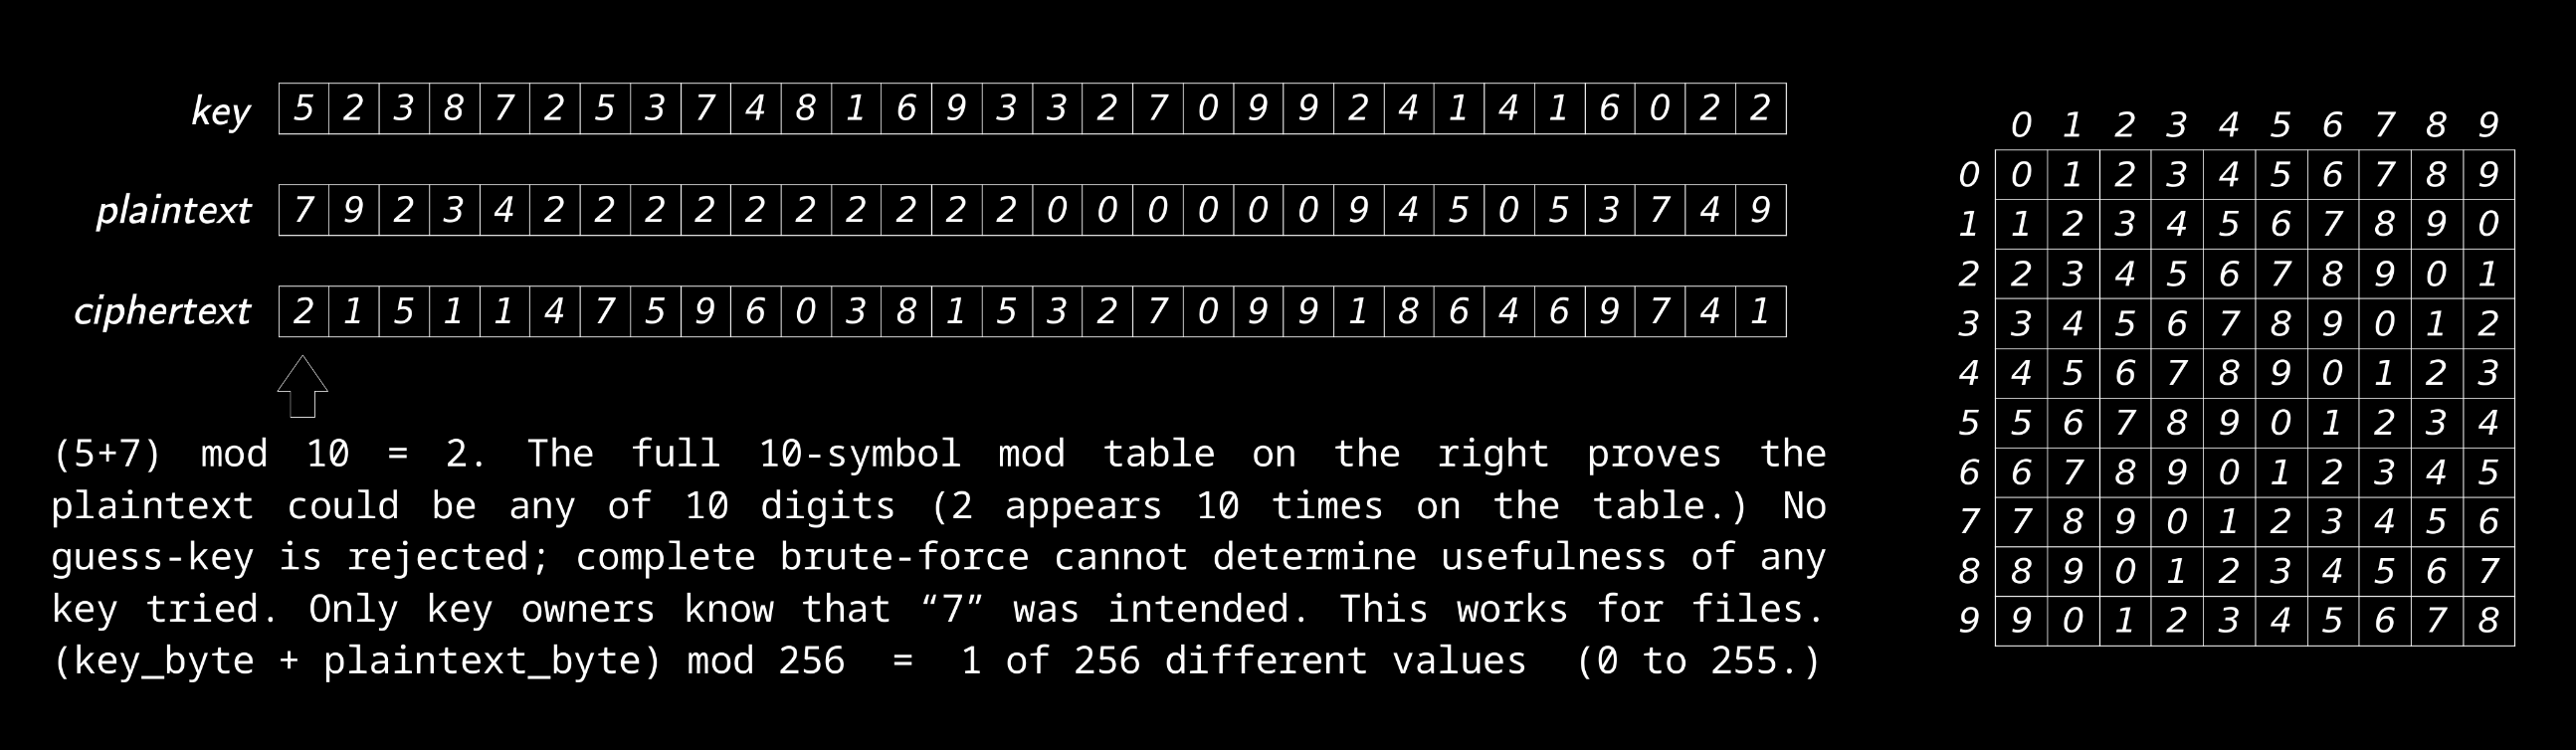 key 5 2 3 8 7 2 5 3 7 4 8 1 6 9 3 3 2 7 0 9 9 2 4 1 4 1 6 0 2 2
plaintext 7 9 2 3 4 2 2 2 2 2 2 2 2 2 2 0 0 0 0 0 0 9 4 5 0 5 3 7 4 9
ciphertext 2 1 5 1 1 4 7 5 9 6 0 3 8 1 5 3 2 7 0 9 9 1 8 6 4 6 9 7 4 1
(5+7) mod 10 = 2. The full 10-symbol mod table on the right proves the
plaintext could be any of 10 digits (2 appears 10 times on the table.) No
guess-key is rejected; complete brute-force cannot determine usefulness of any
key tried. Only key owners know that “7” was intended. This works for files.
(key_byte + plaintext_byte) mod 256 = 1 of 256 different values (0 to 255.)
0 1 2 3 4 5 6 7 8 9
0 0 1 2 3 4 5 6 7 8 9
1 1 2 3 4 5 6 7 8 9 0
2 2 3 4 5 6 7 8 9 0 1
3 3 4 5 6 7 8 9 0 1 2
4 4 5 6 7 8 9 0 1 2 3
5 5 6 7 8 9 0 1 2 3 4
6 6 7 8 9 0 1 2 3 4 5
7 7 8 9 0 1 2 3 4 5 6
8 8 9 0 1 2 3 4 5 6 7
9 9 0 1 2 3 4 5 6 7 8